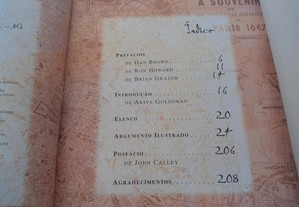 A SOUVENIR
PARIS 1867
Índice
PREFÁCIOS
DE DAN BROWN 6
DE RON HOWARD 11
DE BRIAN GRAZER 14
INTRODUÇÃO 16
DE AKIVA GOLDSMAN
ELENCO 20
ARGUMENTO ILUSTRADO 24
POSFÁCIO 206
DE JOHN CALLEY
AGRADECIMENTOS 208